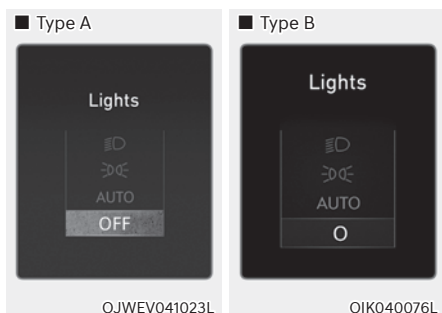 ■ Type A
Lights
AUTO
OFF
OJWEV041023L
■ Type B
Lights
AUTO
O
OIK040076L